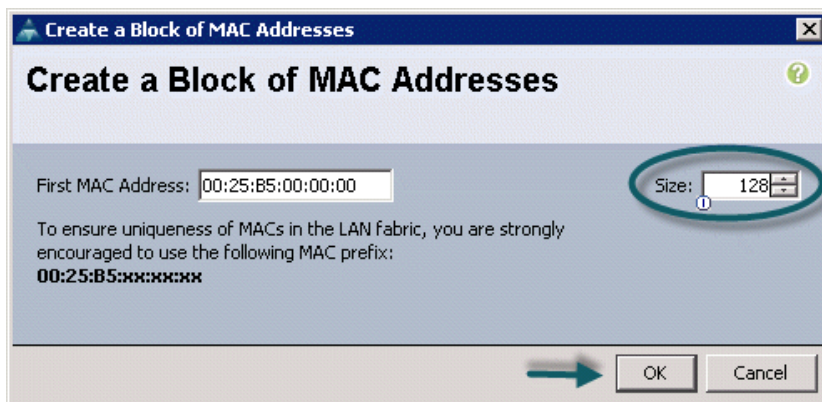 Create a Block of MAC Addresses
Create a Block of MAC Addresses
First MAC Address: 00:25:B5:00:00:00
Size: 128
To ensure uniqueness of MACs in the LAN fabric, you are strongly
encouraged to use the following MAC prefix:
00:25:B5:xx:xx:xx
OK
Cancel